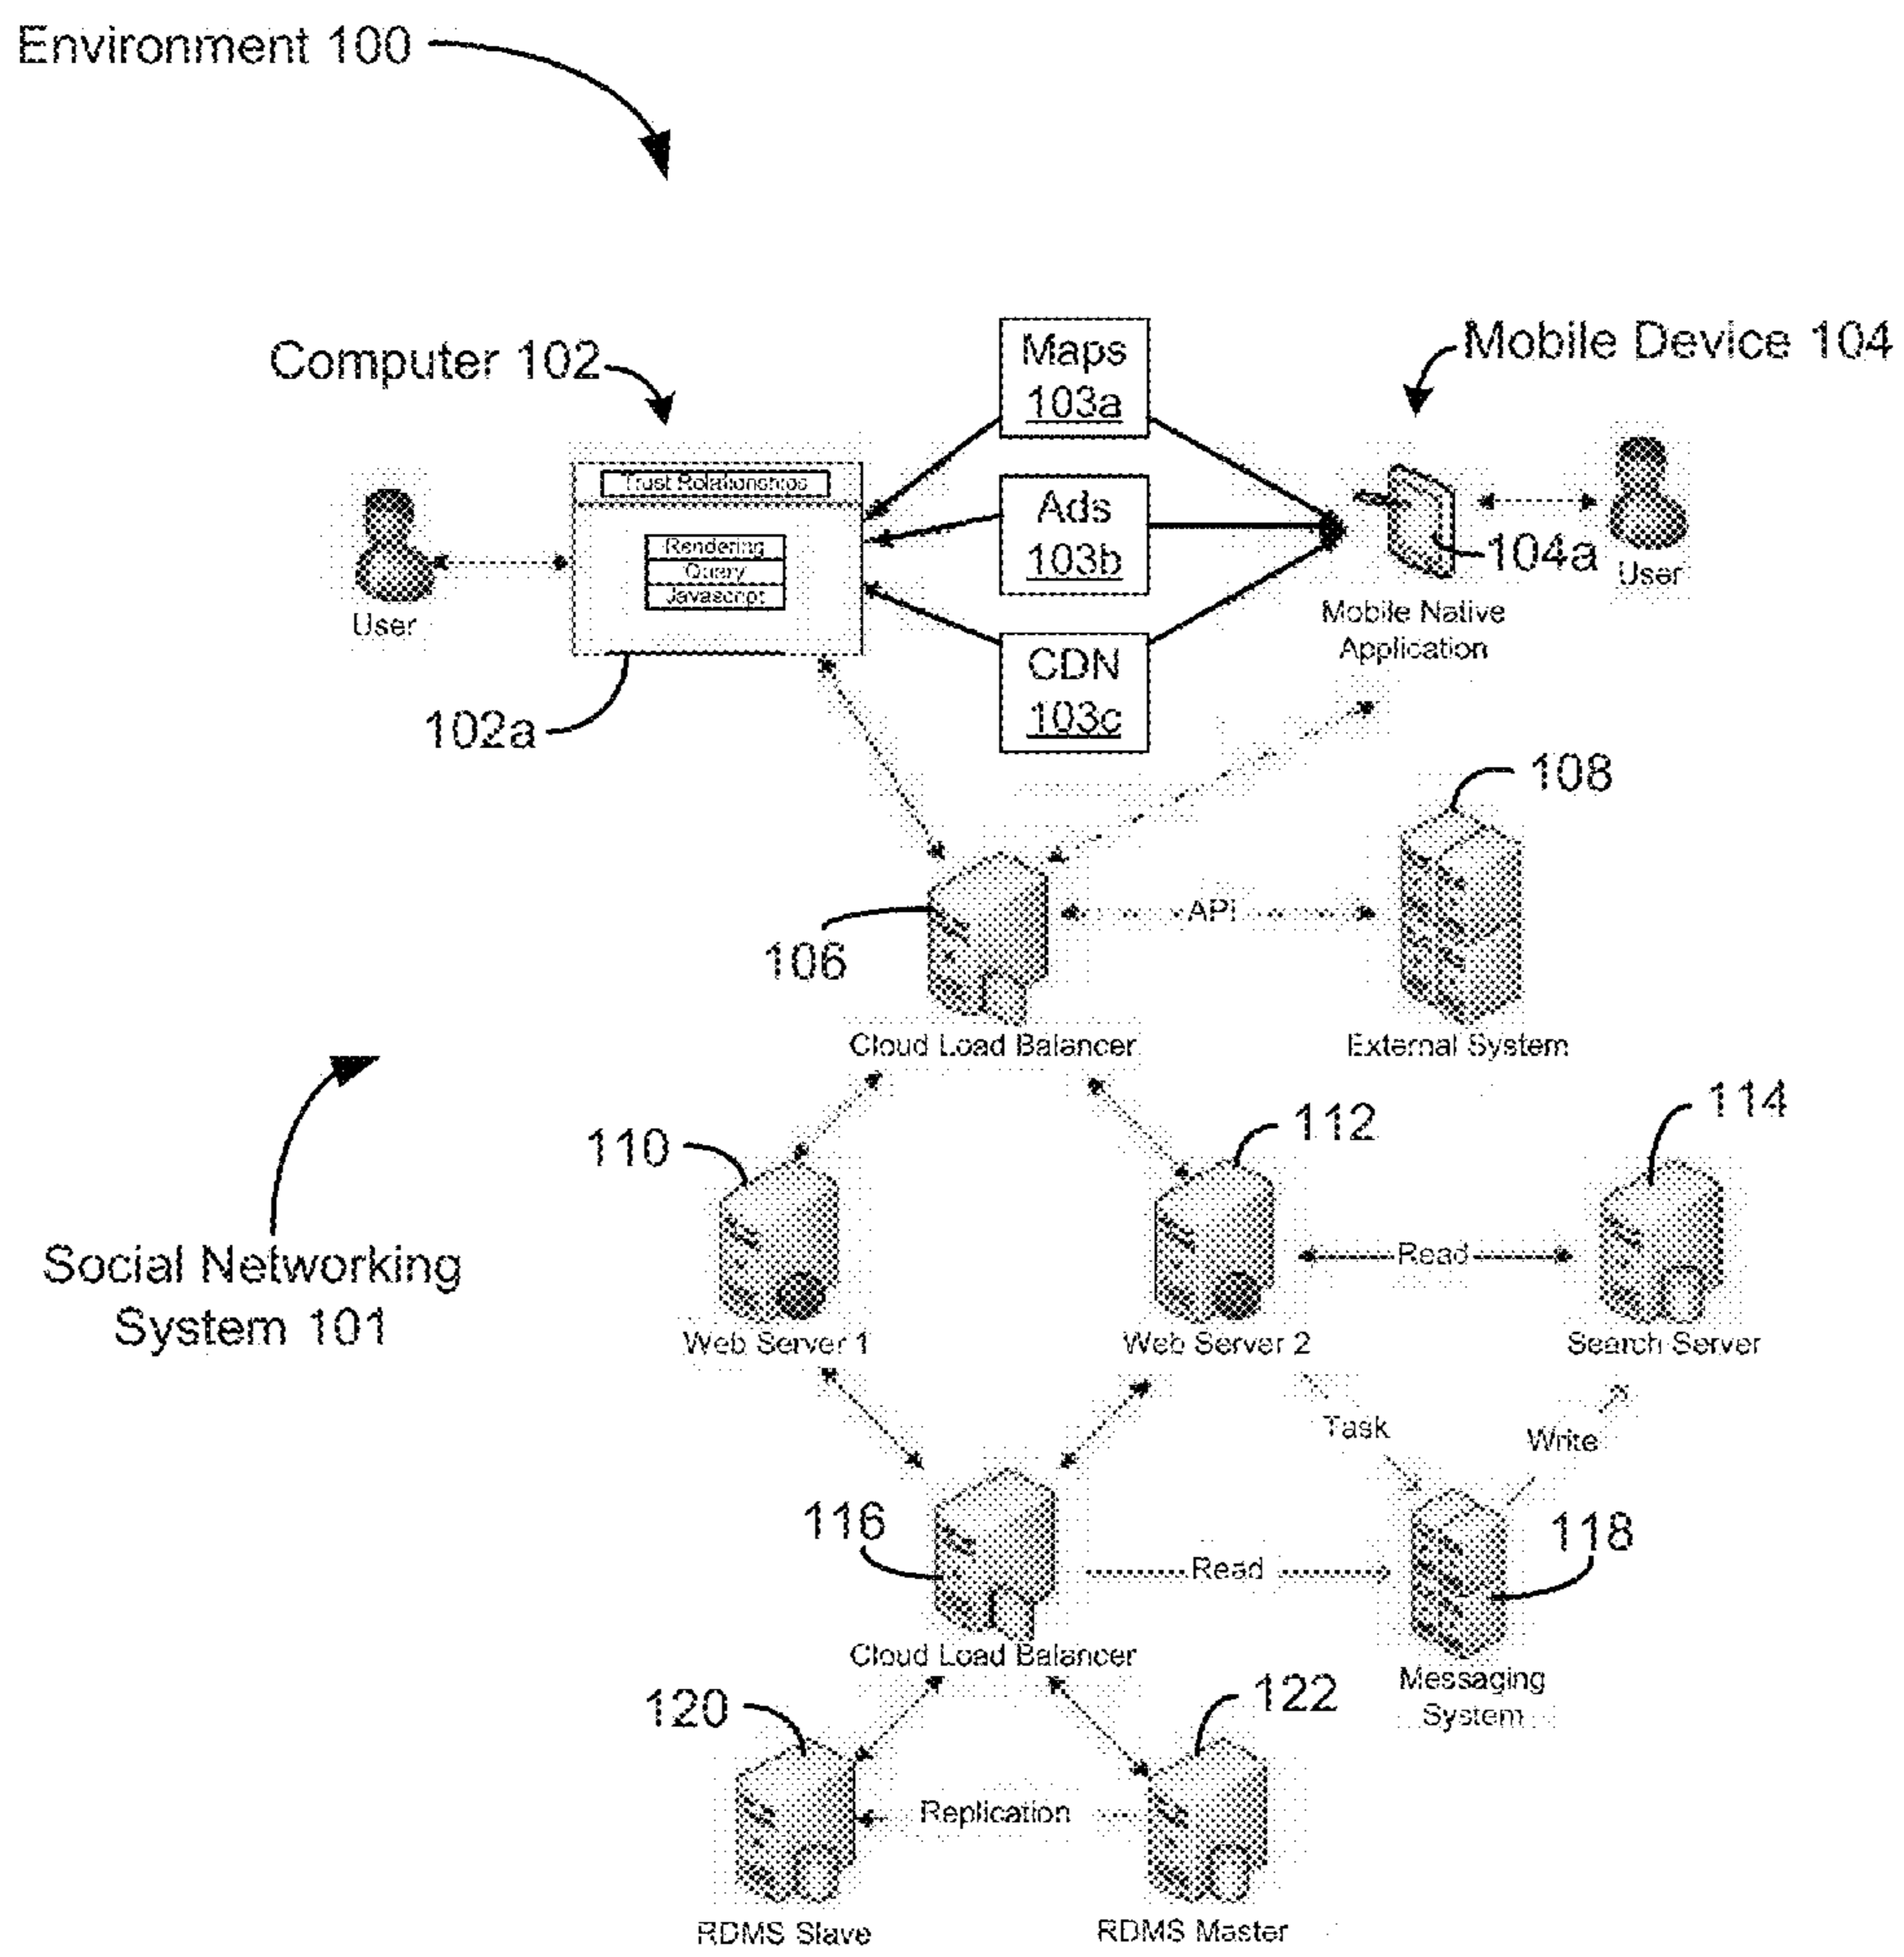 Environment 100
Computer 102
Maps
103a
Mobile Device 104
Trust Relationships
Rendering
Query
Javascript
Ads
103b
104a
User
User
Mobile Native
Application
CDN
103c
102a
108
106
API
Cloud Load Balancer
External System
110
112
114
Social Networking
System 101
Read
Web Server 1
Web Server 2
Search Server
Task
Write
116
118
Read
Cloud Load Balancer
Messaging
System
120
122
Replication
RDMS Slave
RDMS Master